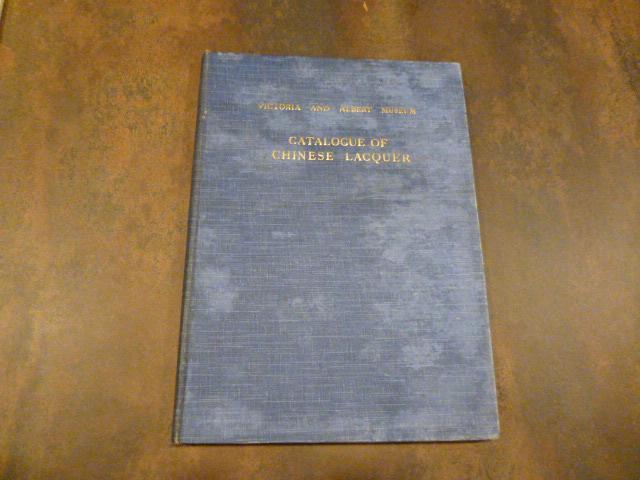 VICTORIA AND ALBERT MUSEUM
CATALOGUE OF
CHINESE LACQUER